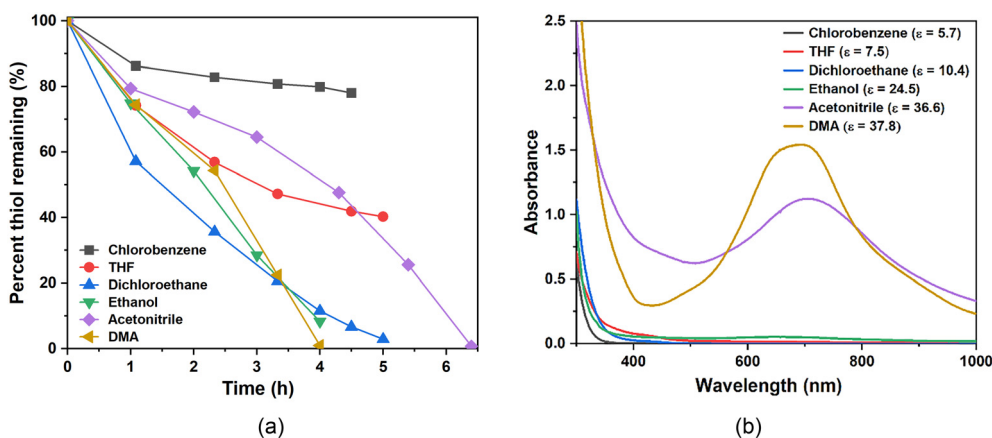 100
80
60
40
20
0
Percent thiol remaining (%)
Chlorobenzene
THF
Dichloroethane
Ethanol
Acetonitrile
DMA
0 1 2 3 4 5 6
Time (h)
(a)
2.5
2.0
1.5
1.0
0.5
0.0
Absorbance
Chlorobenzene (ε = 5.7)
THF (ε = 7.5)
Dichloroethane (ε = 10.4)
Ethanol (ε = 24.5)
Acetonitrile (ε = 36.6)
DMA (ε = 37.8)
400 600 800 1000
Wavelength (nm)
(b)